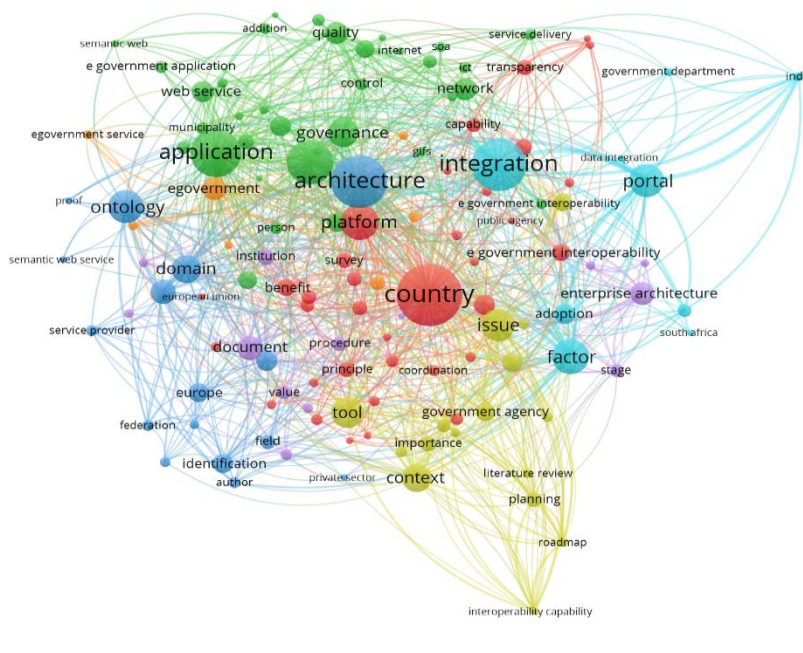 addition
quality
semantic web
internet
soa
service delivery
e government application
control
ict
transparency
government department
ind
web service
network
municipality
governance
capability
egovernment service
application
gifs
integration
data integration
architecture
portal
egovernment
proof
ontology
e government interoperability
person
platform
public agency
semantic web service
institution
survey
e government interoperability
domain
benefit
country
enterprise architecture
european union
adoption
service provider
issue
south africa
document
procedure
factor
principle
coordination
stage
europe
value
tool
government agency
federation
field
importance
identification
author
private sector
context
literature review
planning
roadmap
interoperability capability